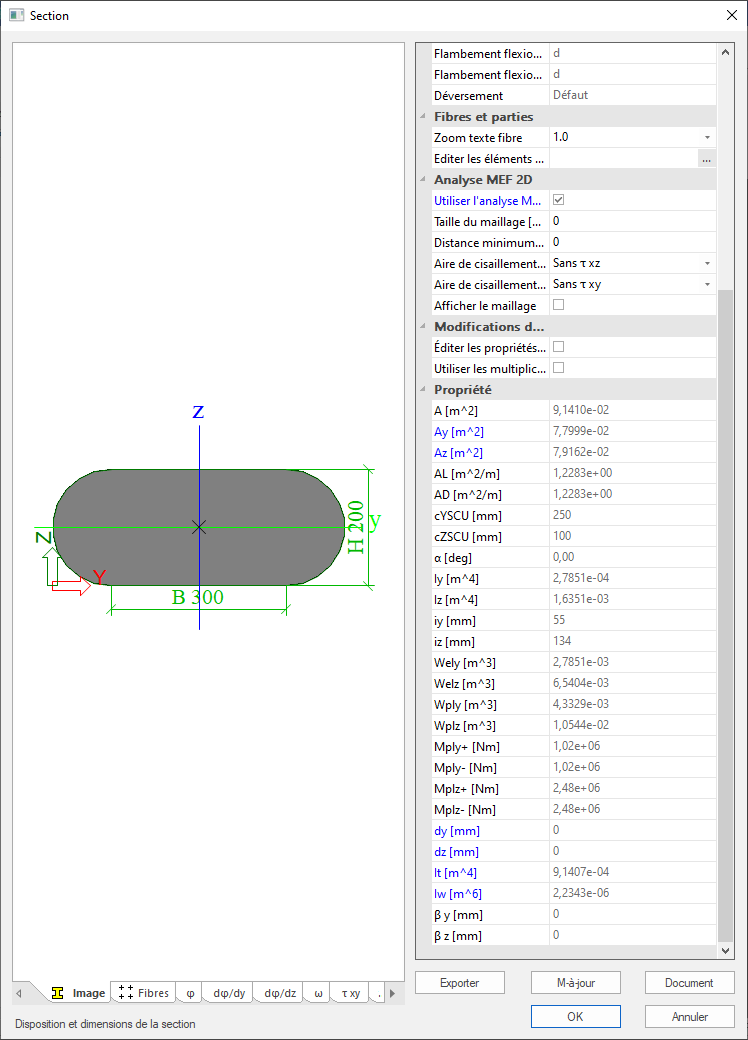 Section
z
y
Z
Y
H 200
B 300
Image
Fibres
φ
dφ/dy
dφ/dz
ω
τ xy
.
Disposition et dimensions de la section
Flambement flexio... d
Flambement flexio... d
Déversement Défaut
Fibres et parties
Zoom texte fibre 1.0
Editer les éléments ... ...
Analyse MEF 2D
Utiliser l'analyse M...
Taille du maillage [... 0
Distance minimum... 0
Aire de cisaillement... Sans τ xz
Aire de cisaillement... Sans τ xy
Afficher le maillage
Modifications d...
Éditer les propriétés...
Utiliser les multiplic...
Propriété
A [m^2] 9,1410e-02
Ay [m^2] 7,7999e-02
Az [m^2] 7,9162e-02
AL [m^2/m] 1,2283e+00
AD [m^2/m] 1,2283e+00
cYSCU [mm] 250
cZSCU [mm] 100
α [deg] 0,00
Iy [m^4] 2,7851e-04
Iz [m^4] 1,6351e-03
iy [mm] 55
iz [mm] 134
Wely [m^3] 2,7851e-03
Welz [m^3] 6,5404e-03
Wply [m^3] 4,3329e-03
Wplz [m^3] 1,0544e-02
Mply+ [Nm] 1,02e+06
Mply- [Nm] 1,02e+06
Mplz+ [Nm] 2,48e+06
Mplz- [Nm] 2,48e+06
dy [mm] 0
dz [mm] 0
It [m^4] 9,1407e-04
Iw [m^6] 2,2343e-06
β y [mm] 0
β z [mm] 0
Exporter
M-à-jour
Document
OK
Annuler